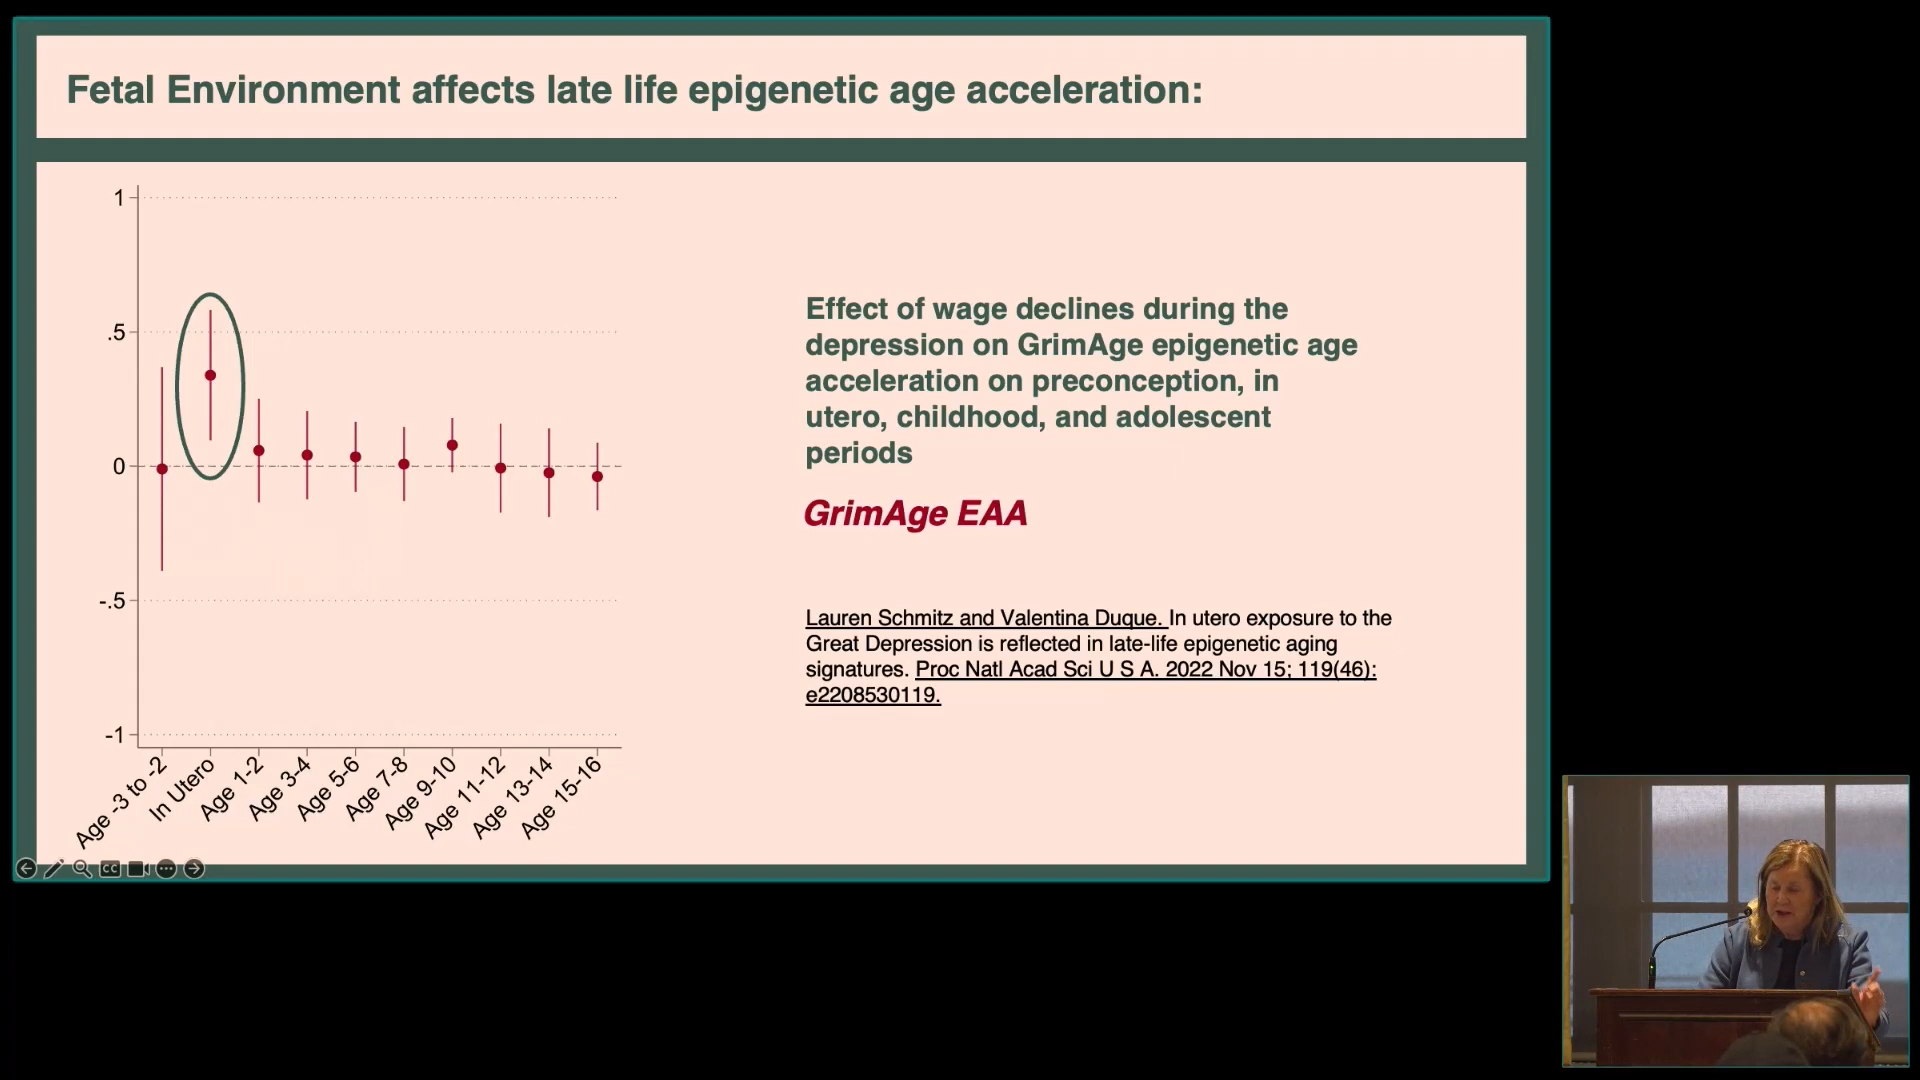 Fetal Environment affects late life epigenetic age acceleration:
1
.5
0
-.5
-1
Age -3 to -2
In Utero
Age 1-2
Age 3-4
Age 5-6
Age 7-8
Age 9-10
Age 11-12
Age 13-14
Age 15-16
Effect of wage declines during the
depression on GrimAge epigenetic age
acceleration on preconception, in
utero, childhood, and adolescent
periods
GrimAge EAA
Lauren Schmitz and Valentina Duque. In utero exposure to the
Great Depression is reflected in late-life epigenetic aging
signatures. Proc Natl Acad Sci U S A. 2022 Nov 15; 119(46):
e2208530119.
CC